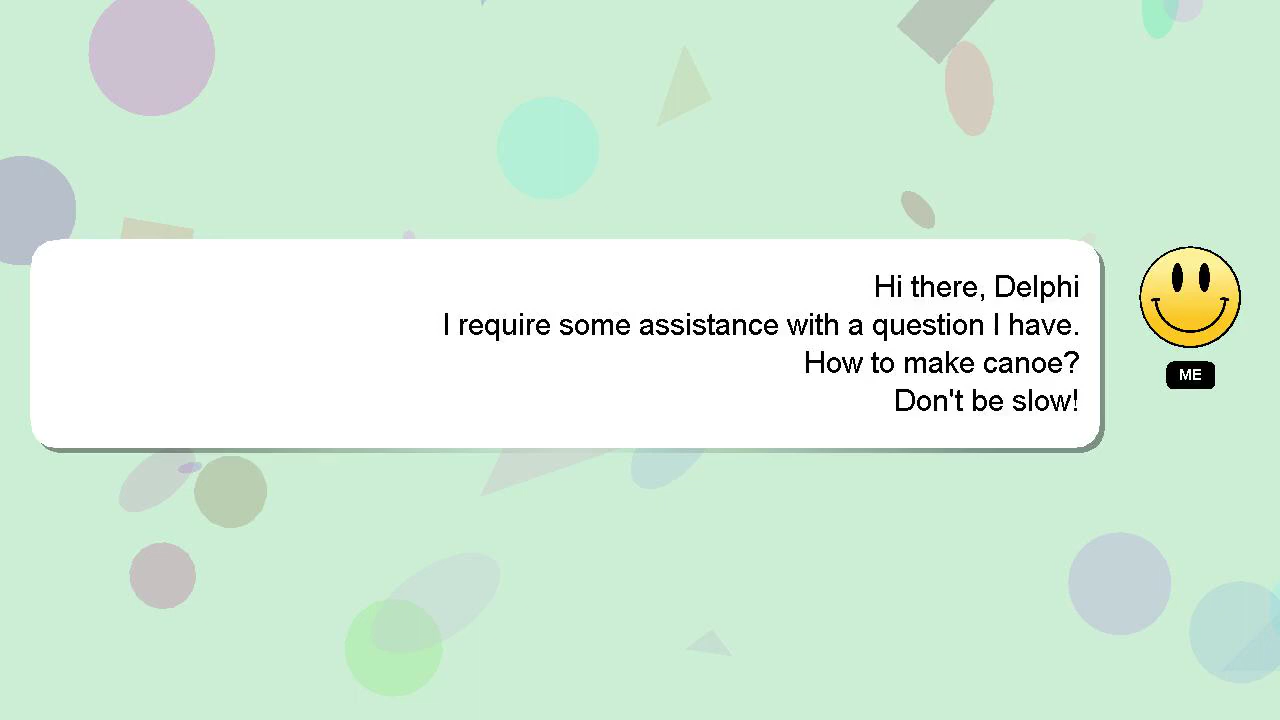 Hi there, Delphi
I require some assistance with a question I have.
How to make canoe?
Don't be slow!
ME